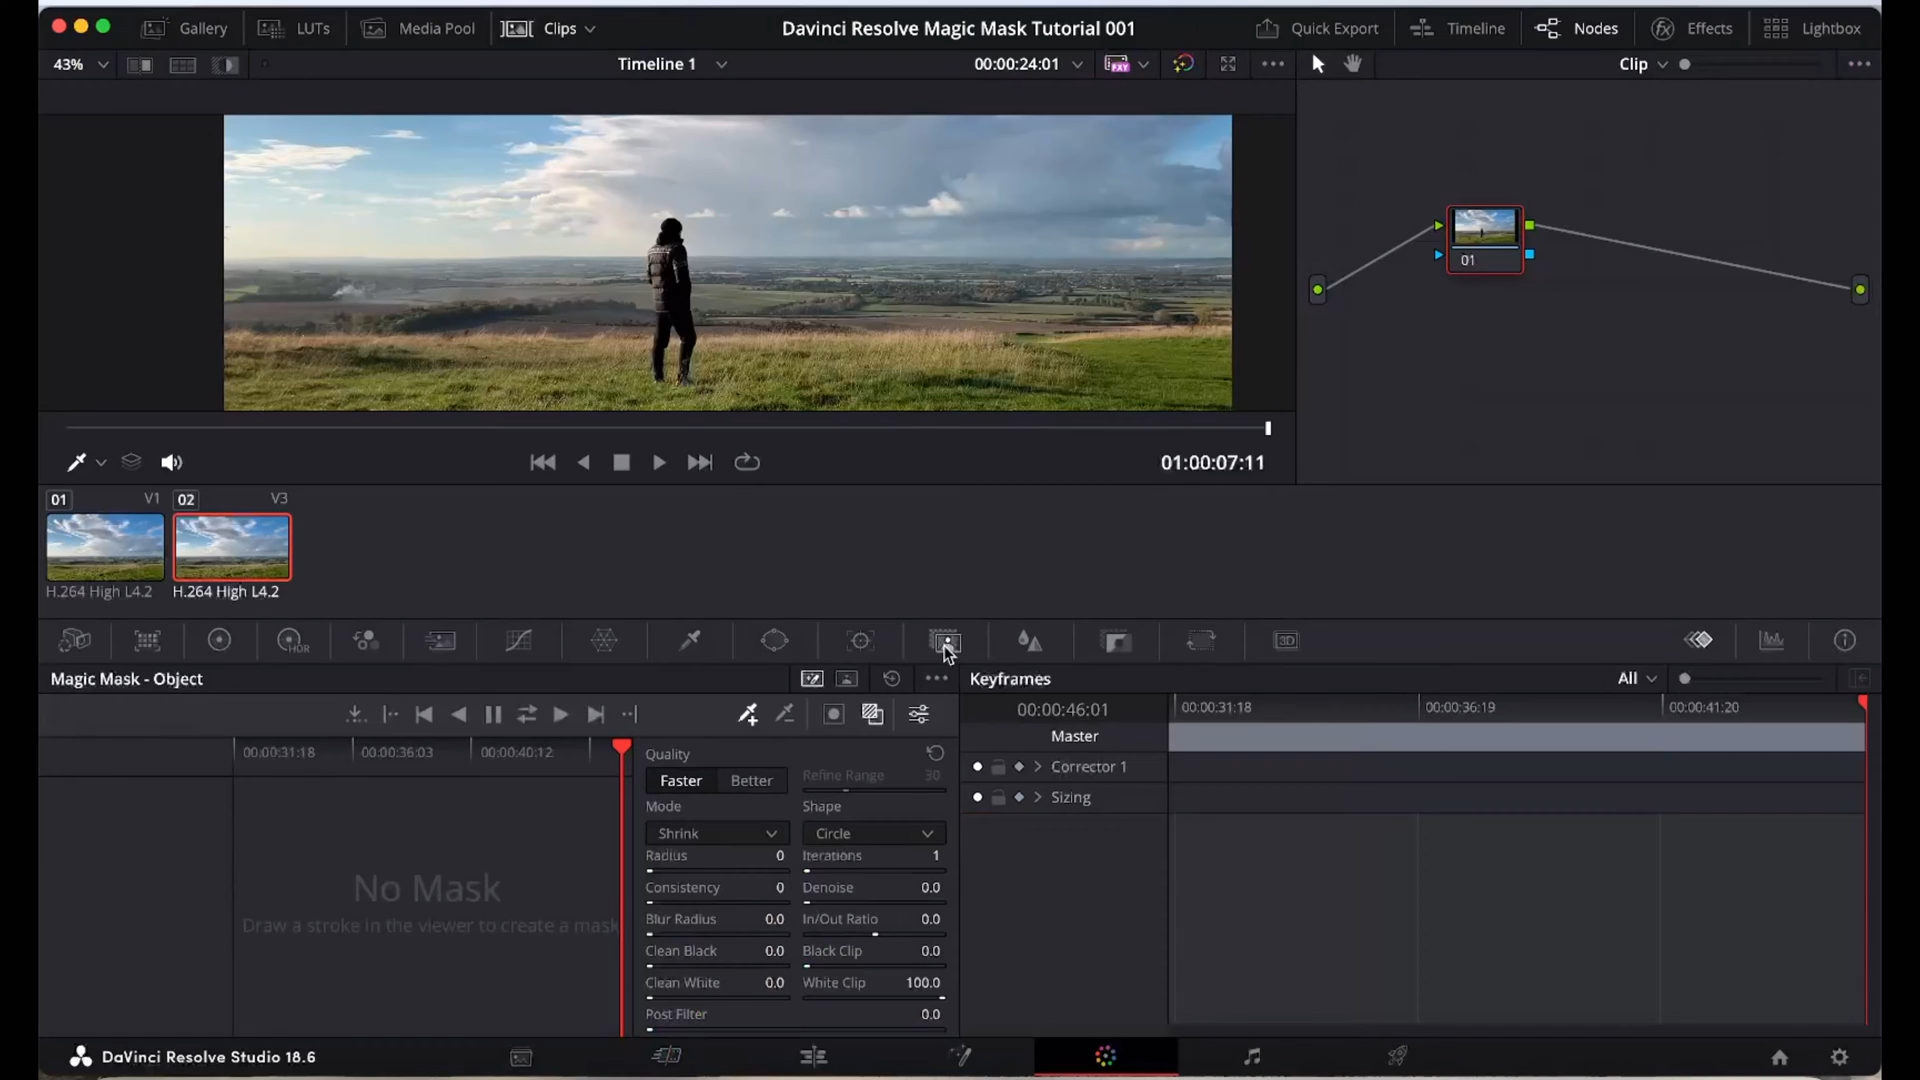 Gallery LUTs Media Pool Clips Davinci Resolve Magic Mask Tutorial 001 Quick Export Timeline Nodes Effects Lightbox
43% Timeline 1 00:00:24:01 Clip
01
01:00:07:11
01 V1 02 V3
H.264 High L4.2 H.264 High L4.2
HDR 3D
Magic Mask - Object Keyframes All
00:00:46:01 00:00:31:18 00:00:36:19 00:00:41:20
Master
00:00:31:18 00:00:36:03 00:00:40:12
Quality
Faster Better Refine Range 30
Corrector 1
Mode Shape
Sizing
Shrink Circle
Radius 0 Iterations 1
Consistency 0 Denoise 0.0
No Mask
Draw a stroke in the viewer to create a mask
Blur Radius 0.0 In/Out Ratio 0.0
Clean Black 0.0 Black Clip 0.0
Clean White 0.0 White Clip 100.0
Post Filter 0.0
DaVinci Resolve Studio 18.6